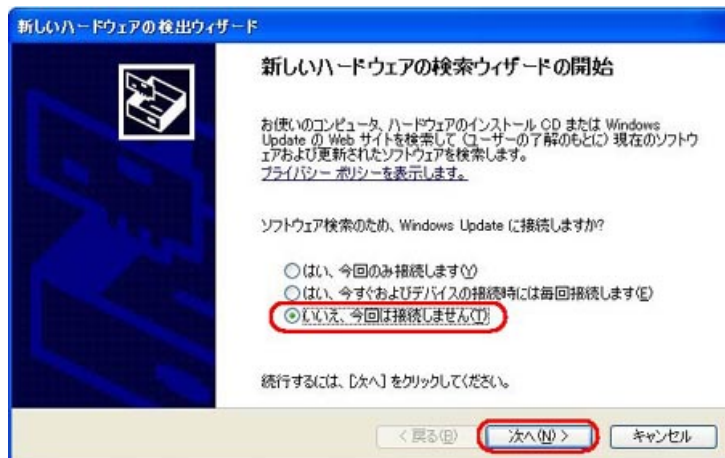 新しいハードウェアの検出ウィザード
新しいハードウェアの検索ウィザードの開始
お使いのコンピュータ、ハードウェアのインストール CD または Windows
Update の Web サイトを検索して (ユーザーの了解のもとに) 現在のソフトウ
ェアおよび更新されたソフトウェアを検索します。
プライバシー ポリシーを表示します。
ソフトウェア検索のため、Windows Update に接続しますか?
はい、今回のみ接続します(Y)
はい、今すぐおよびデバイスの接続時には毎回接続します(E)
いいえ、今回は接続しません(T)
続行するには、[次へ] をクリックしてください。
< 戻る(B)
次へ(N) >
キャンセル